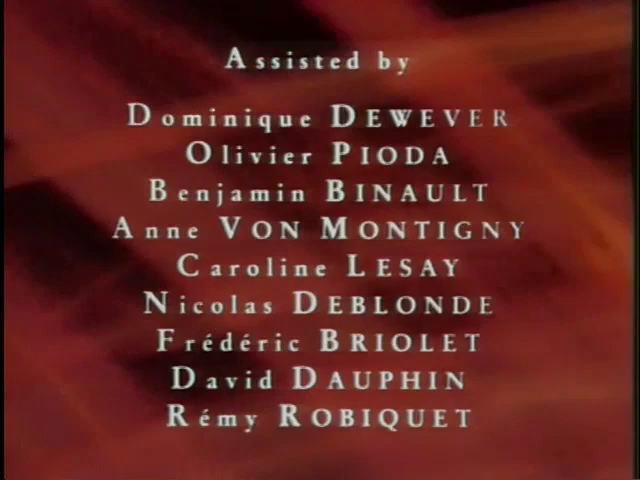 Assisted by
Dominique DEWEVER
Olivier PIODA
Benjamin BINAULT
Anne VON MONTIGNY
Caroline LESAY
Nicolas DEBLONDE
Frédéric BRIOLET
David DAUPHIN
Rémy ROBIQUET